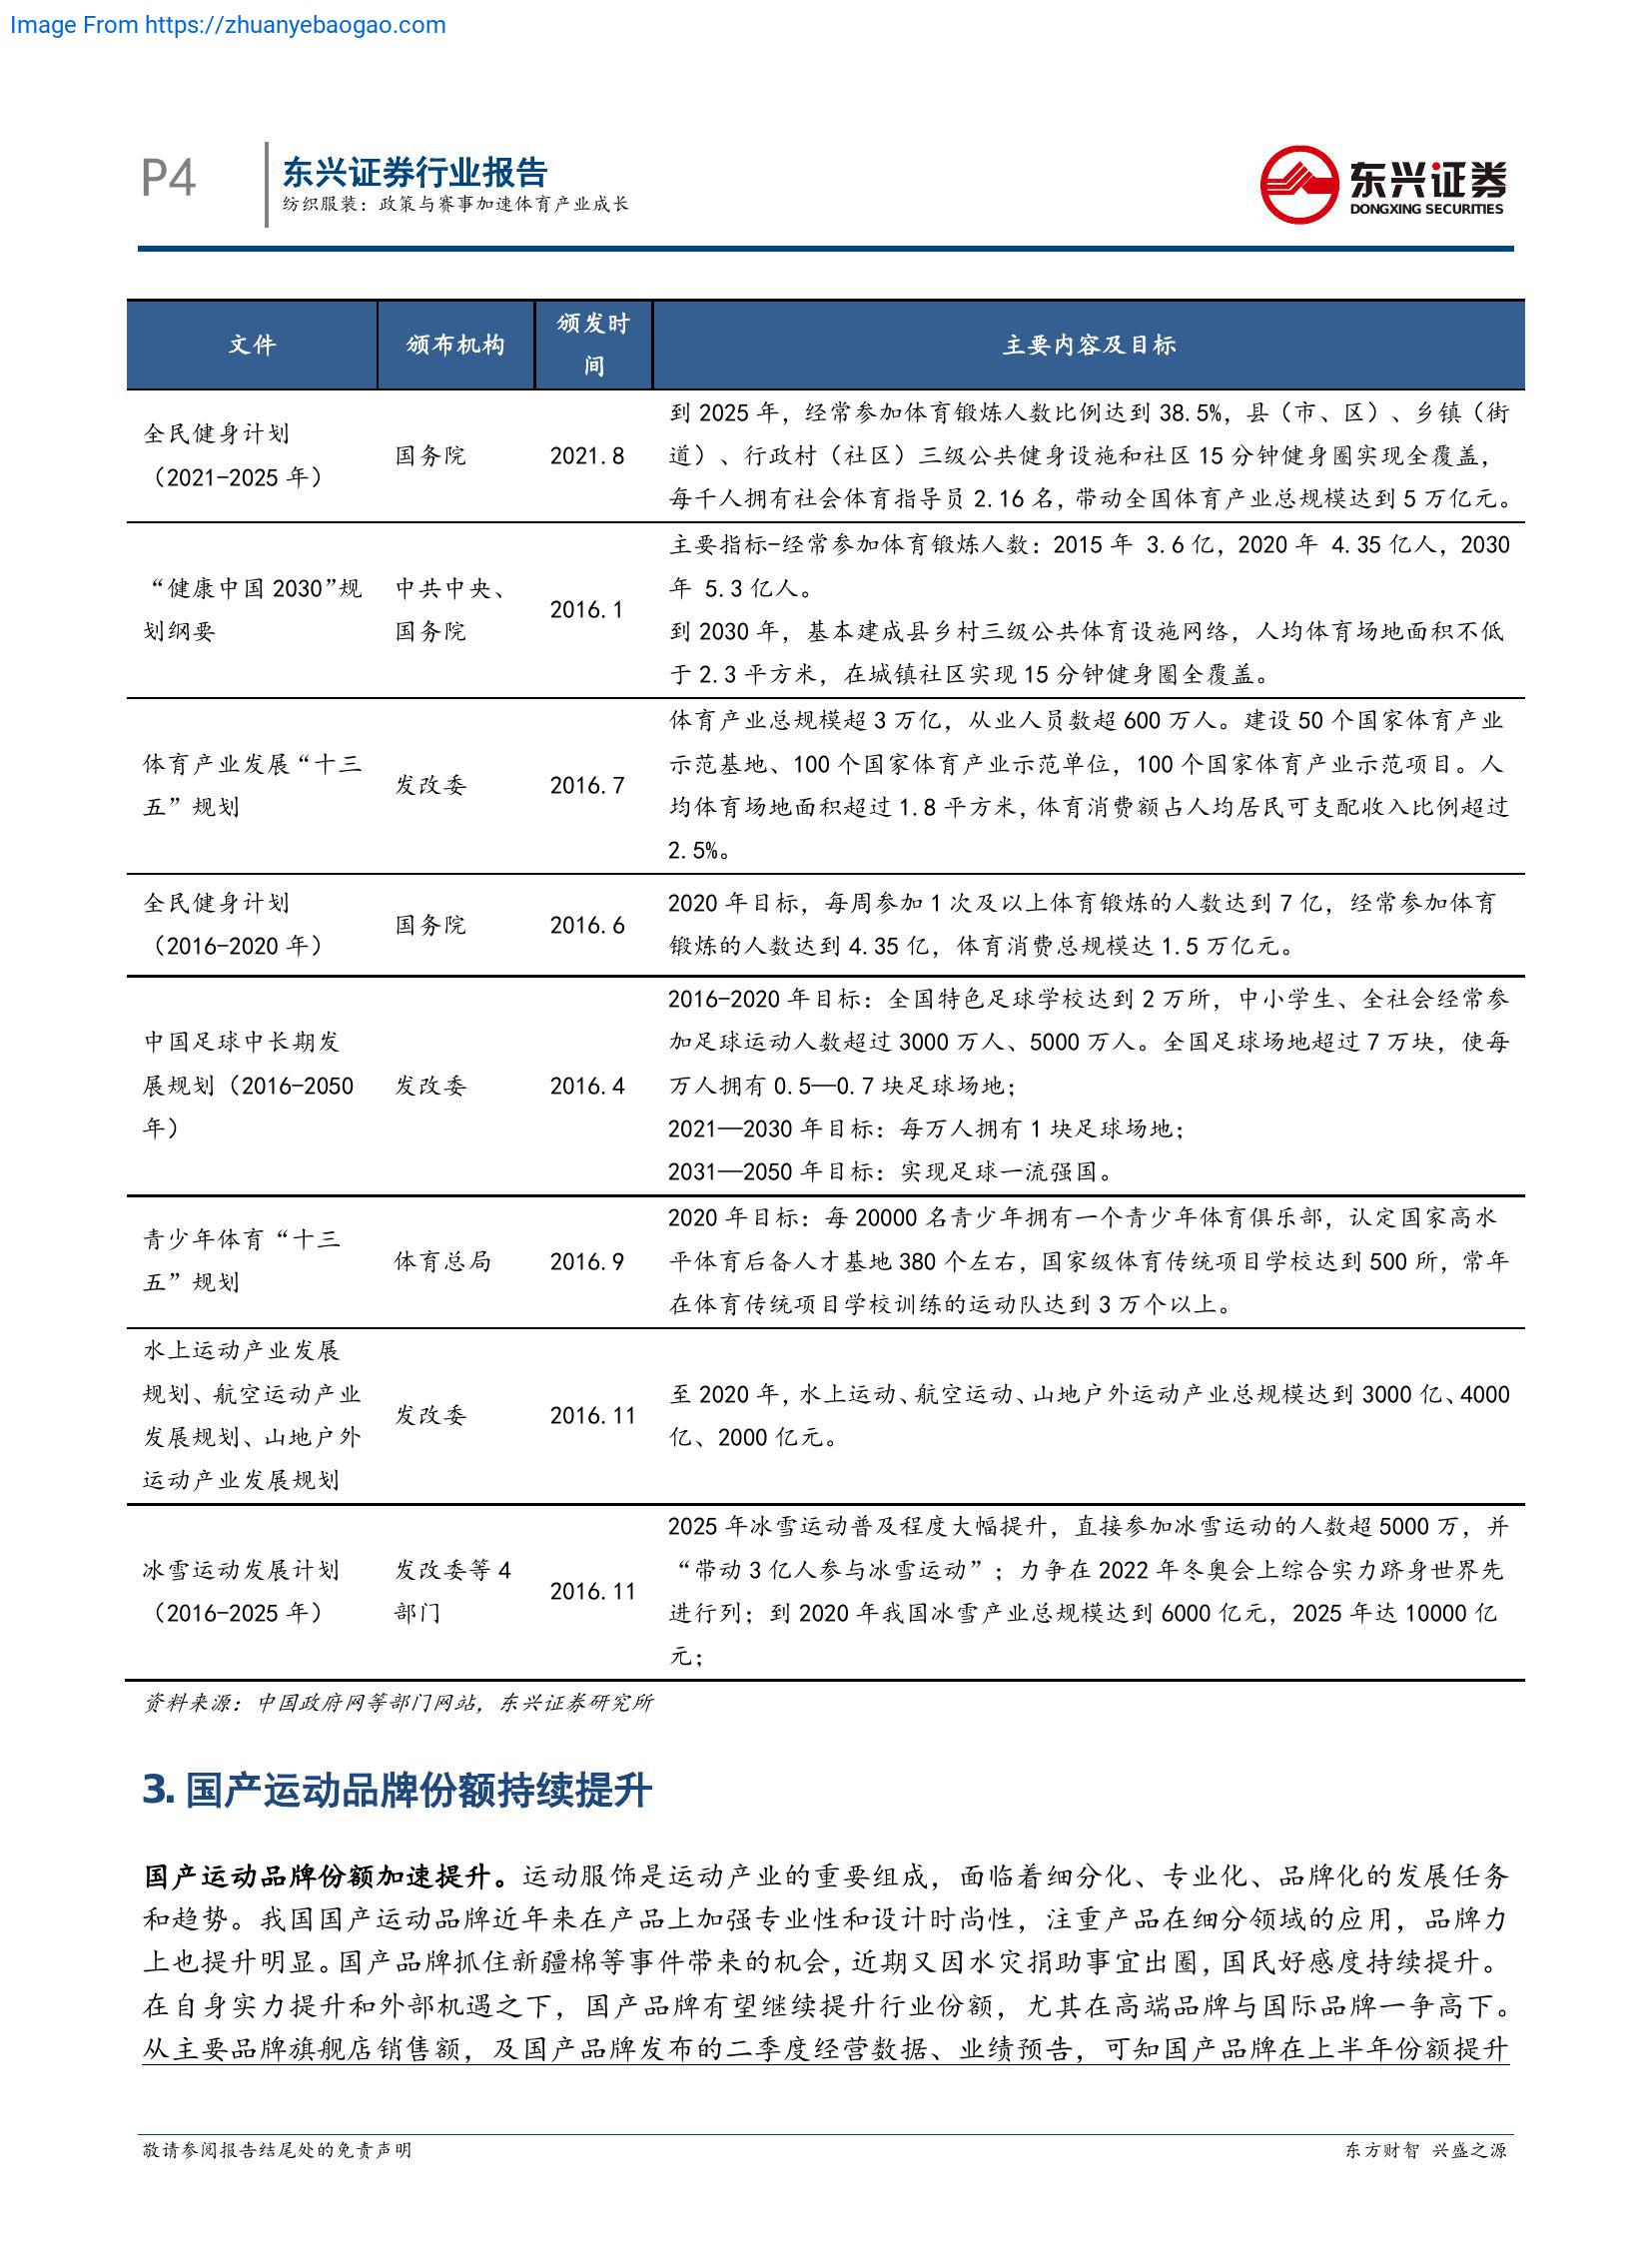 Image From https://zhuanyebaogao.com
P4
东兴证券行业报告
纺织服装：政策与赛事加速体育产业成长
东兴证券
DONGXING SECURITIES
文件
颁布机构
颁发时
间
主要内容及目标
全民健身计划
（2021-2025 年）
国务院
2021.8
到 2025 年，经常参加体育锻炼人数比例达到 38.5%，县（市、区）、乡镇（街
道）、行政村（社区）三级公共健身设施和社区 15 分钟健身圈实现全覆盖，
每千人拥有社会体育指导员 2.16 名，带动全国体育产业总规模达到 5 万亿元。
“健康中国 2030”规
划纲要
中共中央、
国务院
2016.1
主要指标-经常参加体育锻炼人数：2015 年 3.6 亿，2020 年 4.35 亿人，2030
年 5.3 亿人。
到 2030 年，基本建成县乡村三级公共体育设施网络，人均体育场地面积不低
于 2.3 平方米，在城镇社区实现 15 分钟健身圈全覆盖。
体育产业发展“十三
五”规划
发改委
2016.7
体育产业总规模超 3 万亿，从业人员数超 600 万人。建设 50 个国家体育产业
示范基地、100 个国家体育产业示范单位，100 个国家体育产业示范项目。人
均体育场地面积超过 1.8 平方米，体育消费额占人均居民可支配收入比例超过
2.5%。
全民健身计划
（2016-2020 年）
国务院
2016.6
2020 年目标，每周参加 1 次及以上体育锻炼的人数达到 7 亿，经常参加体育
锻炼的人数达到 4.35 亿，体育消费总规模达 1.5 万亿元。
中国足球中长期发
展规划（2016-2050
年）
发改委
2016.4
2016-2020 年目标：全国特色足球学校达到 2 万所，中小学生、全社会经常参
加足球运动人数超过 3000 万人、5000 万人。全国足球场地超过 7 万块，使每
万人拥有 0.5—0.7 块足球场地；
2021—2030 年目标：每万人拥有 1 块足球场地；
2031—2050 年目标：实现足球一流强国。
青少年体育“十三
五”规划
体育总局
2016.9
2020 年目标：每 20000 名青少年拥有一个青少年体育俱乐部，认定国家高水
平体育后备人才基地 380 个左右，国家级体育传统项目学校达到 500 所，常年
在体育传统项目学校训练的运动队达到 3 万个以上。
水上运动产业发展
规划、航空运动产业
发展规划、山地户外
运动产业发展规划
发改委
2016.11
至 2020 年，水上运动、航空运动、山地户外运动产业总规模达到 3000 亿、4000
亿、2000 亿元。
冰雪运动发展计划
（2016-2025 年）
发改委等 4
部门
2016.11
2025 年冰雪运动普及程度大幅提升，直接参加冰雪运动的人数超 5000 万，并
“带动 3 亿人参与冰雪运动”；力争在 2022 年冬奥会上综合实力跻身世界先
进行列；到 2020 年我国冰雪产业总规模达到 6000 亿元，2025 年达 10000 亿
元；
资料来源：中国政府网等部门网站，东兴证券研究所
3. 国产运动品牌份额持续提升
国产运动品牌份额加速提升。运动服饰是运动产业的重要组成，面临着细分化、专业化、品牌化的发展任务
和趋势。我国国产运动品牌近年来在产品上加强专业性和设计时尚性，注重产品在细分领域的应用，品牌力
上也提升明显。国产品牌抓住新疆棉等事件带来的机会，近期又因水灾捐助事宜出圈，国民好感度持续提升。
在自身实力提升和外部机遇之下，国产品牌有望继续提升行业份额，尤其在高端品牌与国际品牌一争高下。
从主要品牌旗舰店销售额，及国产品牌发布的二季度经营数据、业绩预告，可知国产品牌在上半年份额提升
敬请参阅报告结尾处的免责声明
东方财智 兴盛之源